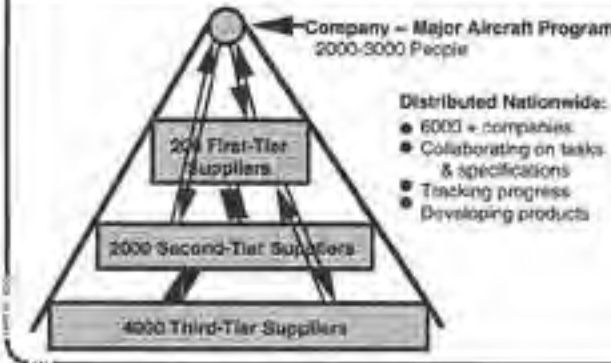 Company – Major Aircraft Program
2000-3000 People
Distributed Nationwide:
● 6000 + companies
● Collaborating on tasks
& specifications
● Tracking progress
● Developing products
First-Tier
Suppliers
2000 Second-Tier Suppliers
4000 Third-Tier Suppliers